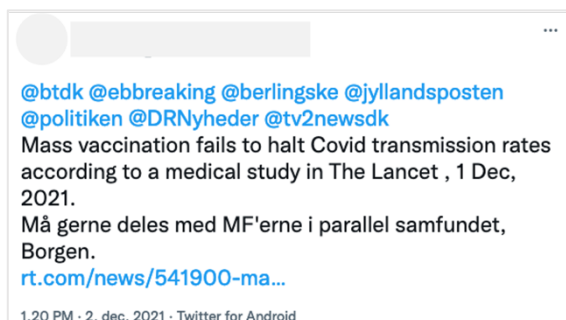 @btdk @ebbreaking @berlingske @jyllandsposten
@politiken @DRNyheder @tv2newsdk
Mass vaccination fails to halt Covid transmission rates
according to a medical study in The Lancet , 1 Dec,
2021.
Må gerne deles med MF'erne i parallel samfundet,
Borgen.
rt.com/news/541900-ma...
1.20 PM · 2. dec. 2021 · Twitter for Android